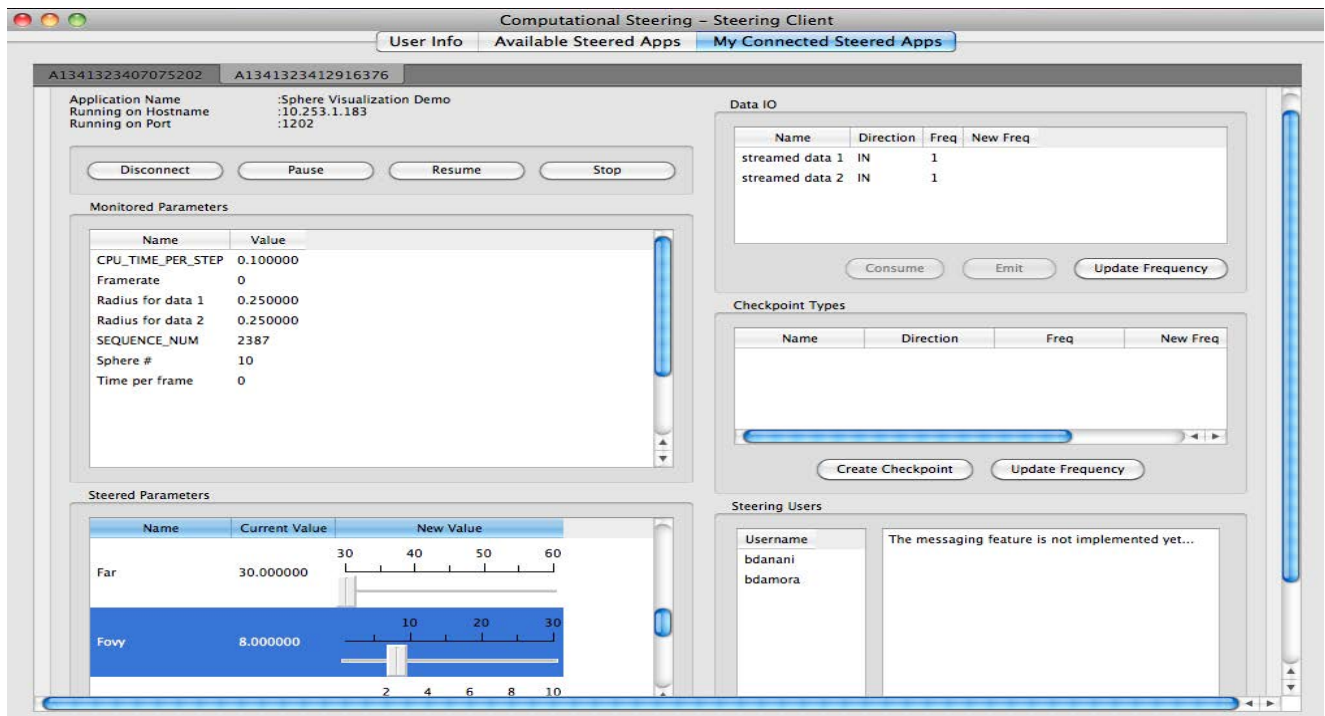 Computational Steering – Steering Client
User Info Available Steered Apps My Connected Steered Apps
A1341323407075202 A1341323412916376
Application Name :Sphere Visualization Demo
Running on Hostname :10.253.1.183
Running on Port :1202
Disconnect Pause Resume Stop
Monitored Parameters
Name Value
CPU_TIME_PER_STEP 0.100000
Framerate 0
Radius for data 1 0.250000
Radius for data 2 0.250000
SEQUENCE_NUM 2387
Sphere # 10
Time per frame 0
Steered Parameters
Name Current Value New Value
30 40 50 60
Far 30.000000
10 20 30
Fovy 8.000000
2 4 6 8 10
Data IO
Name Direction Freq New Freq
streamed data 1 IN 1
streamed data 2 IN 1
Consume Emit Update Frequency
Checkpoint Types
Name Direction Freq New Freq
Create Checkpoint Update Frequency
Steering Users
Username
bdanani
bdamora
The messaging feature is not implemented yet...